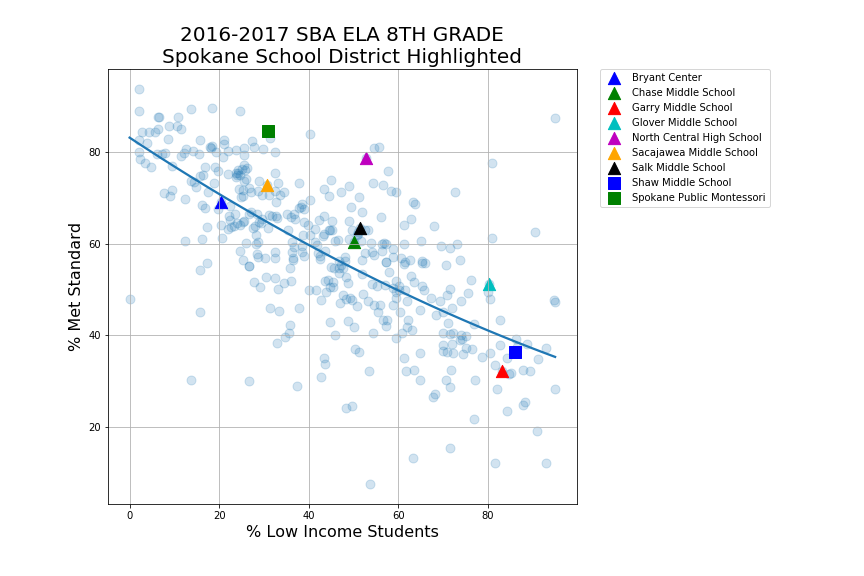 2016-2017 SBA ELA 8TH GRADE
Spokane School District Highlighted
% Met Standard
80
60
40
20
0
20
40
60
80
% Low Income Students
Bryant Center
Chase Middle School
Garry Middle School
Glover Middle School
North Central High School
Sacajawea Middle School
Salk Middle School
Shaw Middle School
Spokane Public Montessori